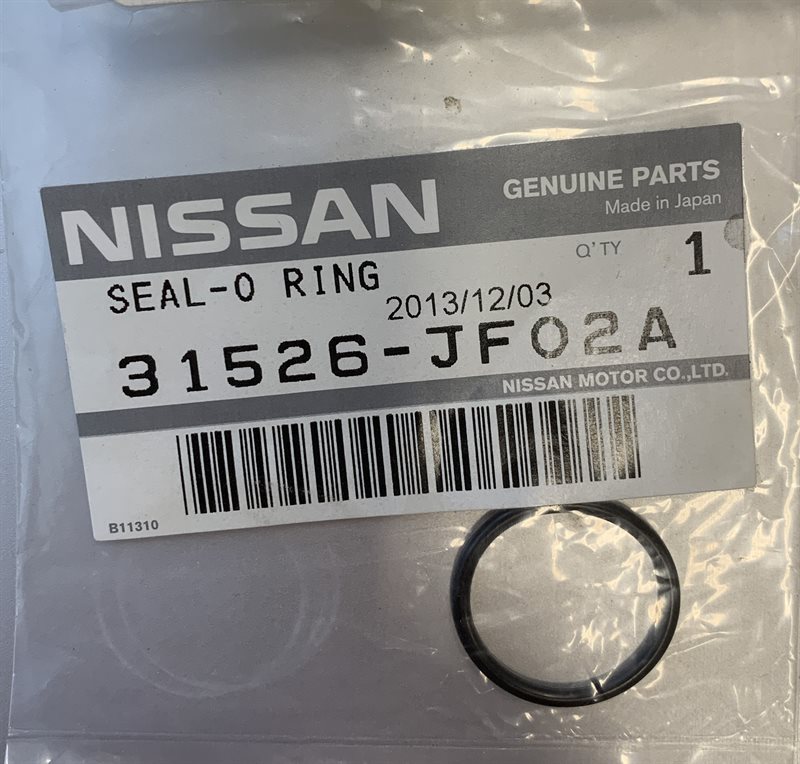 NISSAN
GENUINE PARTS
Made in Japan
SEAL-O RING
Q'TY 1
2013/12/03
31526-JF02A
NISSAN MOTOR CO.,LTD.
B11310